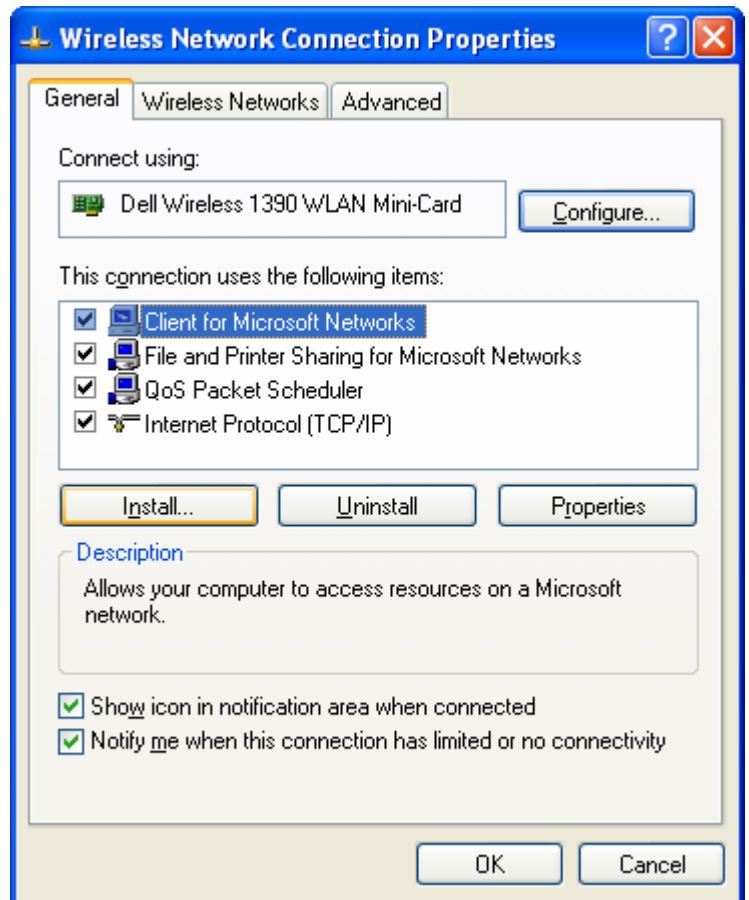 Wireless Network Connection Properties
General Wireless Networks Advanced
Connect using:
Dell Wireless 1390 WLAN Mini-Card
Configure...
This connection uses the following items:
Client for Microsoft Networks
File and Printer Sharing for Microsoft Networks
QoS Packet Scheduler
Internet Protocol (TCP/IP)
Install... Uninstall Properties
Description
Allows your computer to access resources on a Microsoft
network.
Show icon in notification area when connected
Notify me when this connection has limited or no connectivity
OK Cancel